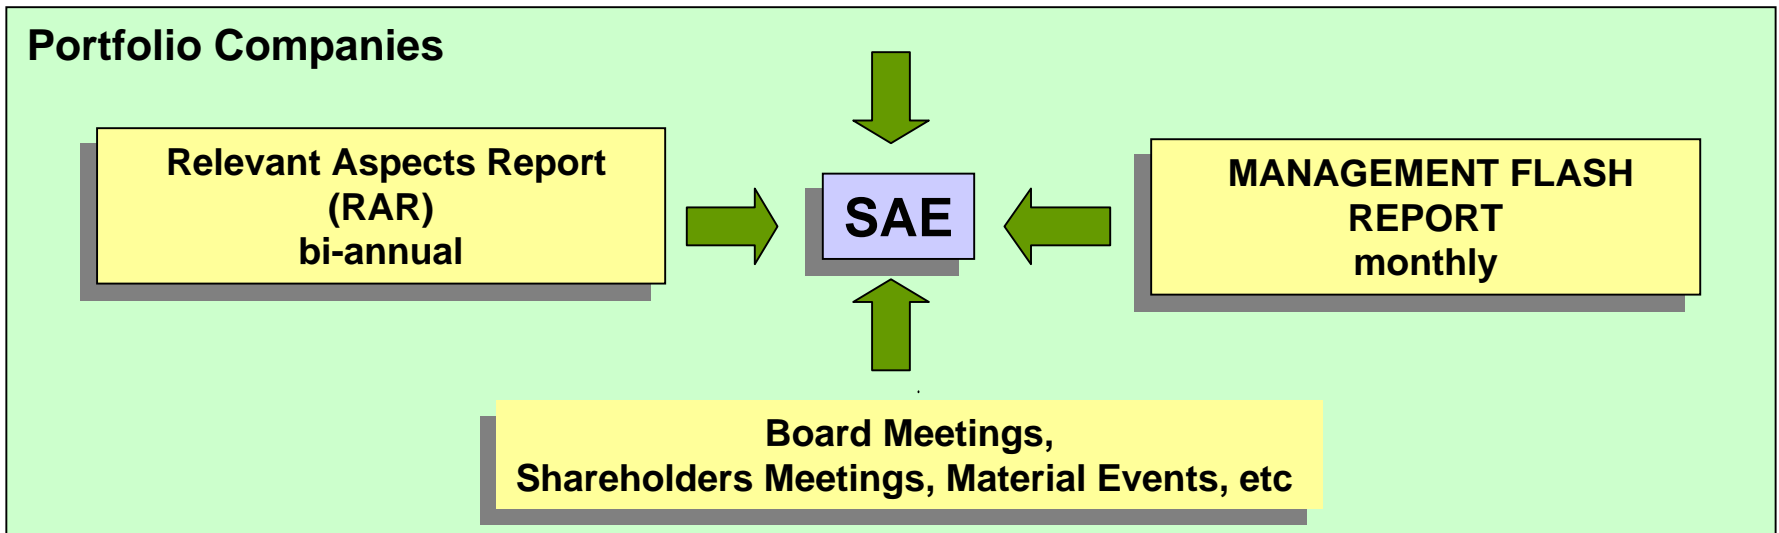 Portfolio Companies
Relevant Aspects Report
(RAR)
bi-annual
SAE
MANAGEMENT FLASH
REPORT
monthly
Board Meetings,
Shareholders Meetings, Material Events, etc